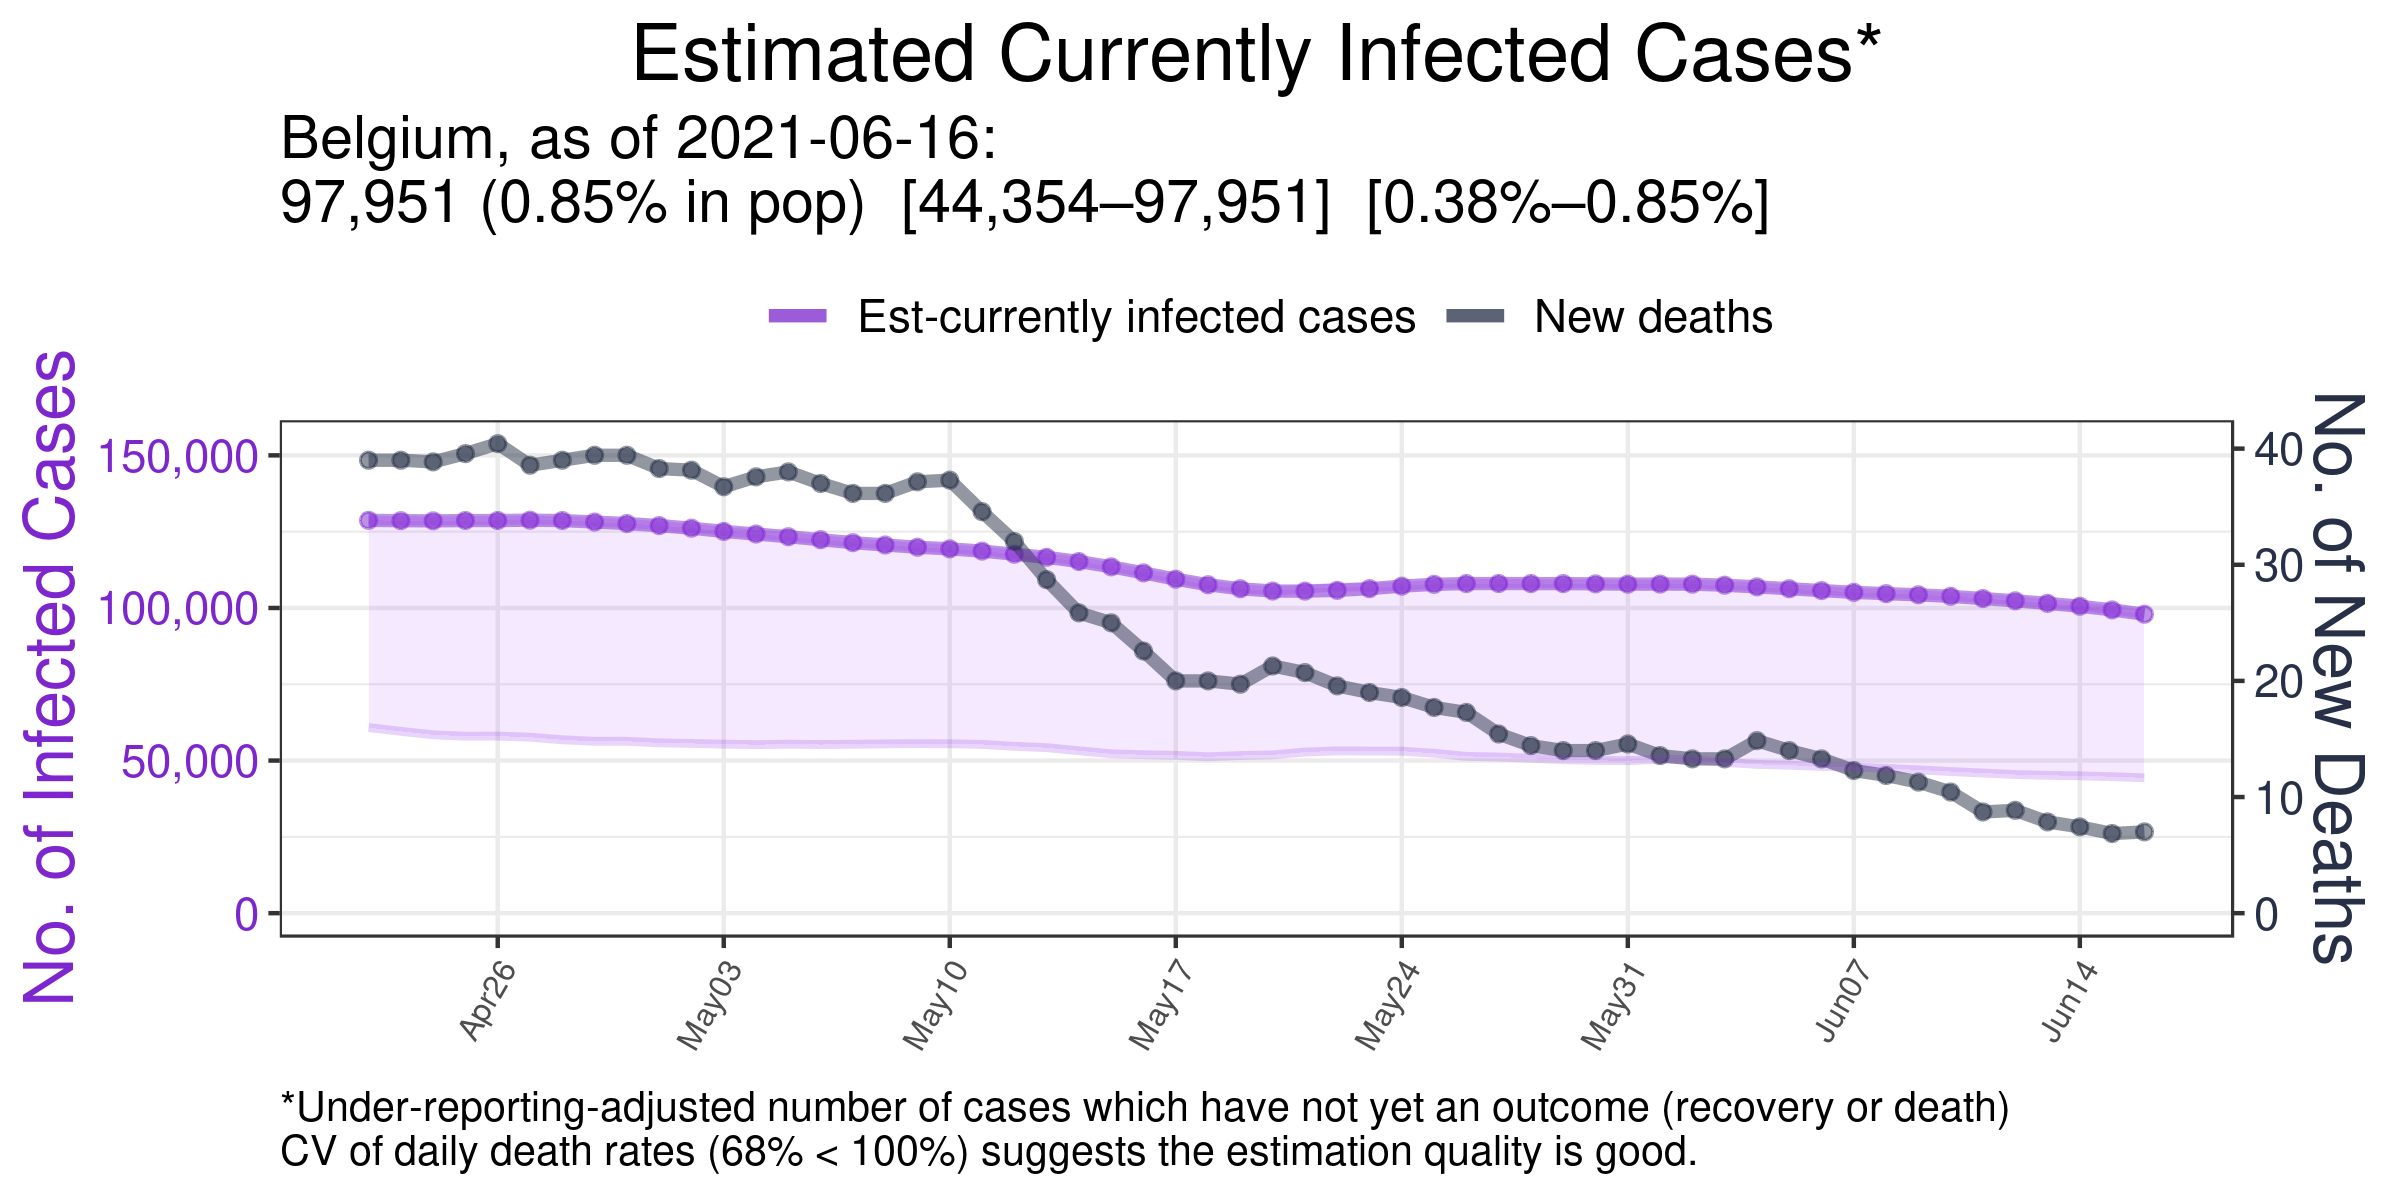 Estimated Currently Infected Cases*
Belgium, as of 2021-06-16:
97,951 (0.85% in pop)  [44,354–97,951]  [0.38%–0.85%]
Est-currently infected cases
New deaths
No. of Infected Cases
150,000
100,000
50,000
0
No. of New Deaths
40
30
20
10
0
Apr26
May03
May10
May17
May24
May31
Jun07
Jun14
*Under-reporting-adjusted number of cases which have not yet an outcome (recovery or death)
CV of daily death rates (68% < 100%) suggests the estimation quality is good.